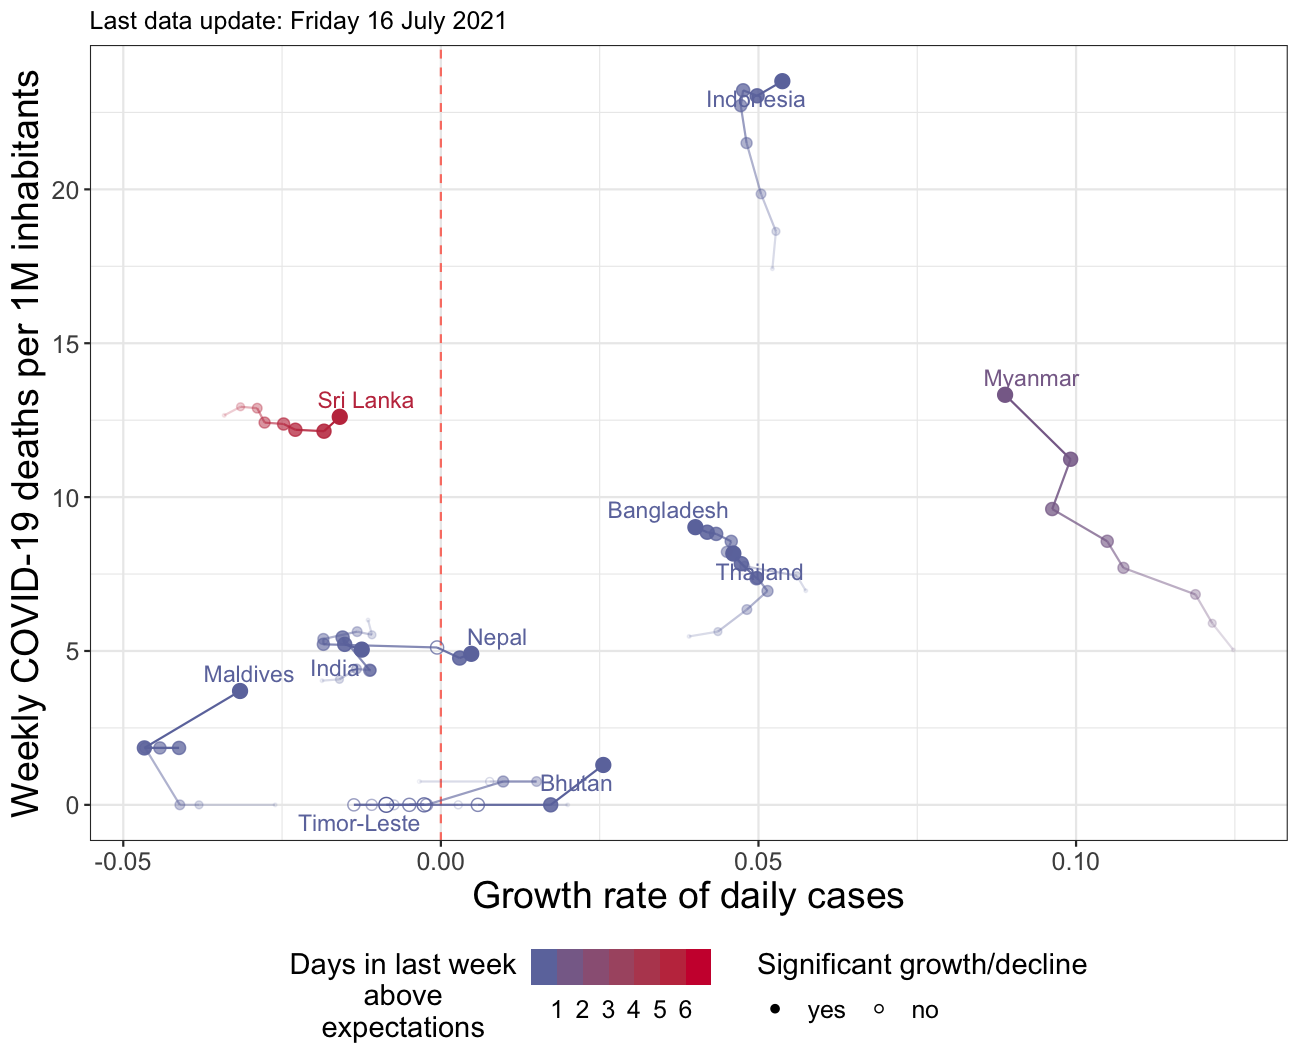 Last data update: Friday 16 July 2021
Weekly COVID-19 deaths per 1M inhabitants
20
15
10
5
0
Indonesia
Myanmar
Sri Lanka
Bangladesh
Thailand
Nepal
India
Maldives
Bhutan
Timor-Leste
-0.05
0.00
0.05
0.10
Growth rate of daily cases
Days in last week
above
expectations
1 2 3 4 5 6
Significant growth/decline
yes
no